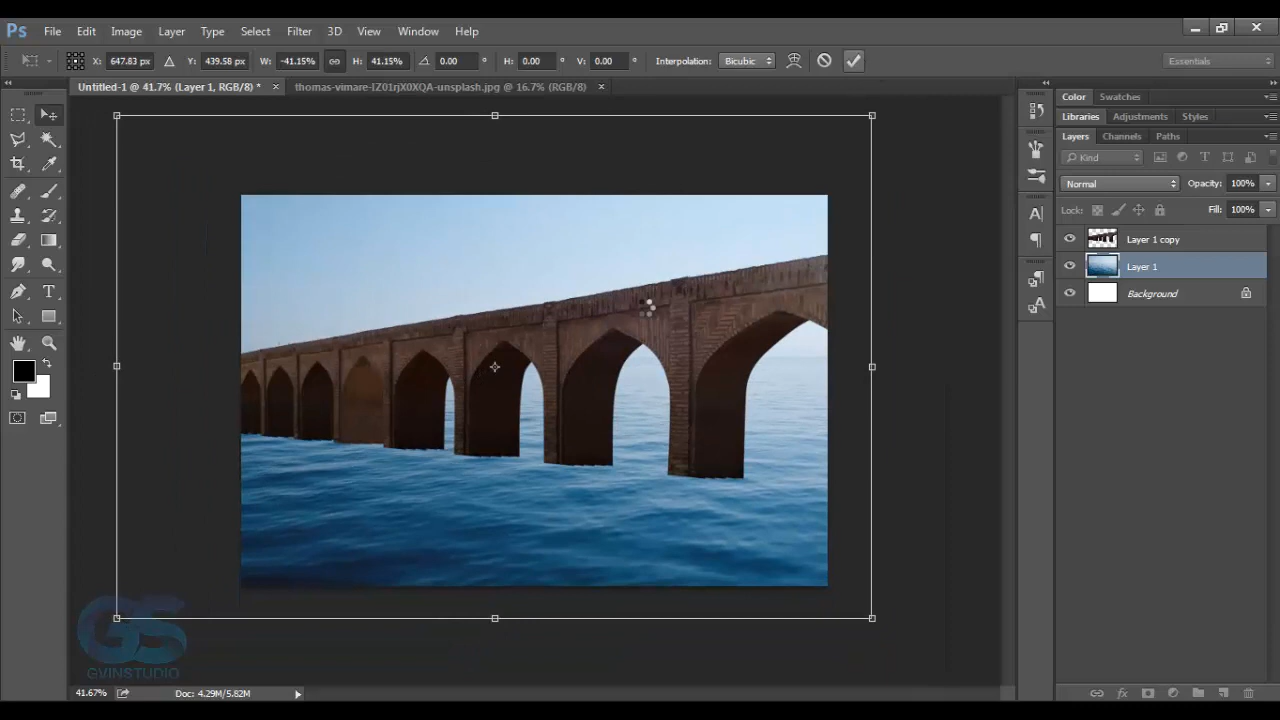 Ps File Edit Image Layer Type Select Filter 3D View Window Help
X: 647.83 px Y: 439.58 px W: -41.15% H: 41.15% 0.00 ° H: 0.00 ° V: 0.00 ° Interpolation: Bicubic Essentials
Untitled-1 @ 41.7% (Layer 1, RGB/8) * × thomas-vimare-IZ01rjX0XQA-unsplash.jpg @ 16.7% (RGB/8) ×
Color Swatches
Libraries Adjustments Styles
Layers Channels Paths
Kind
Normal Opacity: 100%
Lock: Fill: 100%
Layer 1 copy
Layer 1
Background
GS
GVINSTUDIO
41.67% Doc: 4.29M/5.82M